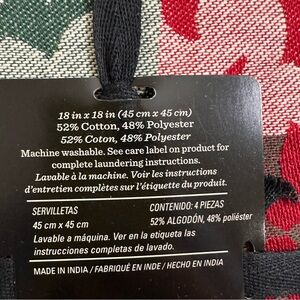 18 in x 18 in (45 cm x 45 cm)
52% Cotton, 48% Polyester
52% Coton, 48% Polyester
Machine washable. See care label on product for
complete laundering instructions.
Lavable à la machine. Voir les instructions
d'entretien complètes sur l'étiquette du produit.
SERVILLETAS
45 cm x 45 cm
CONTENIDO: 4 PIEZAS
52% ALGODÓN, 48% poliéster
Lavable a máquina. Ver en la etiqueta las
instrucciones completas de lavado.
MADE IN INDIA / FABRIQUÉ EN INDE / HECHO EN INDIA